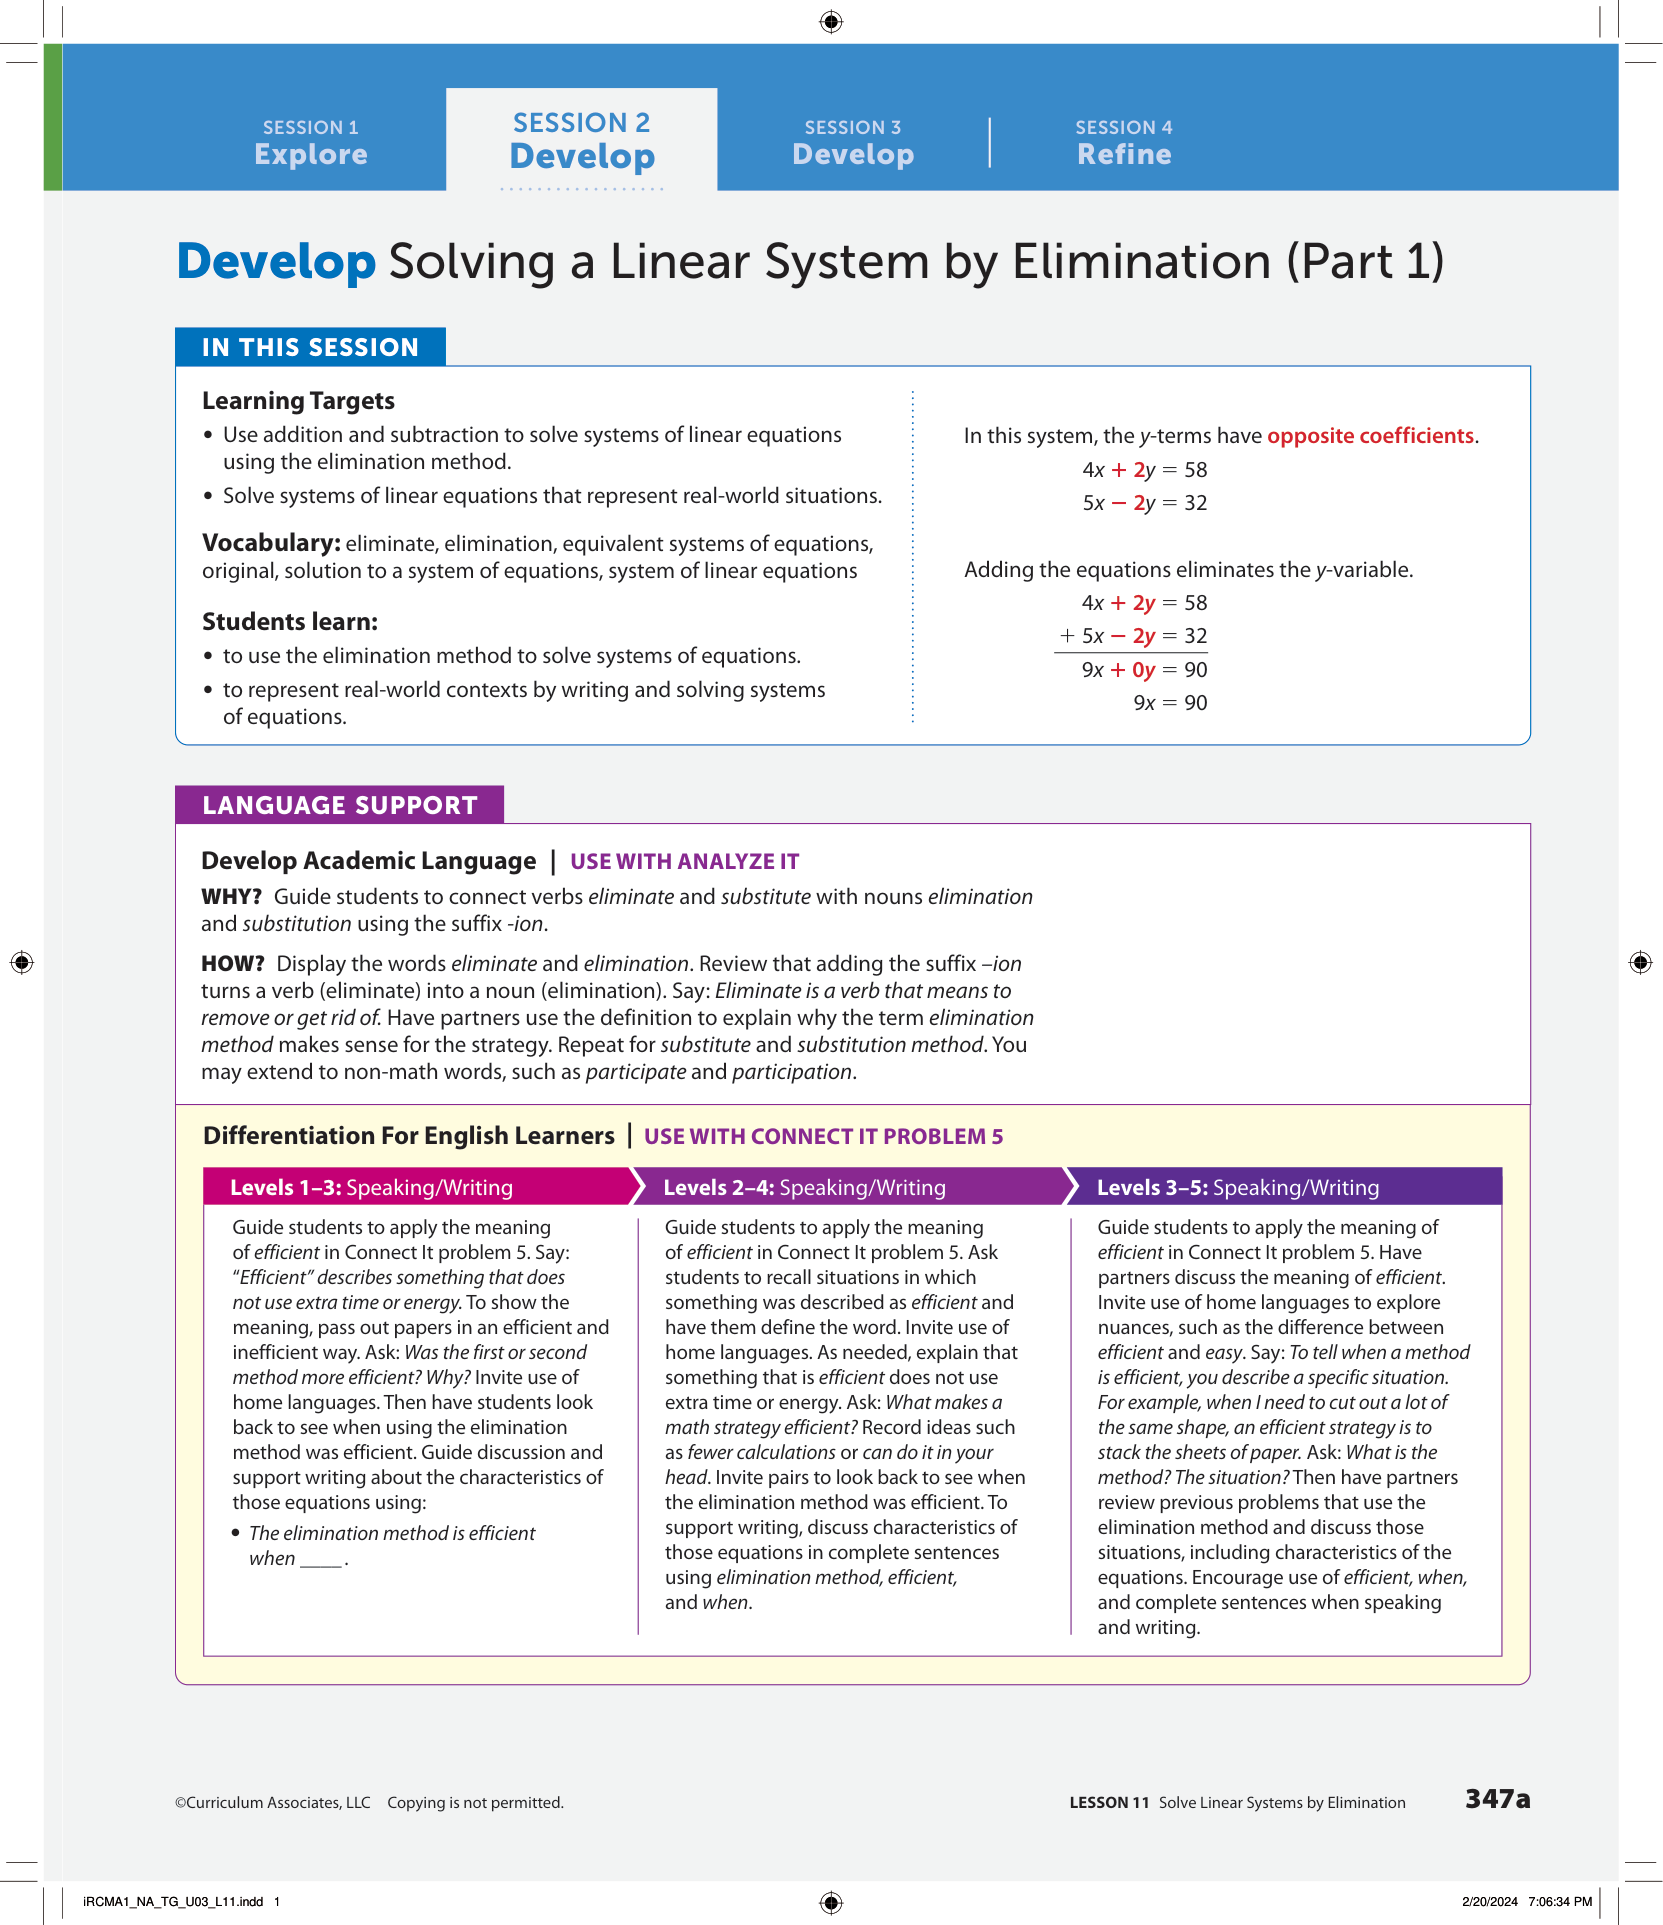 SESSION 1
Explore
SESSION 2
Develop
SESSION 3
Develop
SESSION 4
Refine
Develop Solving a Linear System by Elimination (Part 1)
IN THIS SESSION
Learning Targets
• Use addition and subtraction to solve systems of linear equations
using the elimination method.
• Solve systems of linear equations that represent real-world situations.
Vocabulary: eliminate, elimination, equivalent systems of equations,
original, solution to a system of equations, system of linear equations
Students learn:
• to use the elimination method to solve systems of equations.
• to represent real-world contexts by writing and solving systems
of equations.
In this system, the y-terms have opposite coefficients.
4x + 2y = 58
5x − 2y = 32
Adding the equations eliminates the y-variable.
4x + 2y = 58
+ 5x − 2y = 32
9x + 0y = 90
9x = 90
LANGUAGE SUPPORT
Develop Academic Language | USE WITH ANALYZE IT
WHY? Guide students to connect verbs eliminate and substitute with nouns elimination
and substitution using the suffix -ion.
HOW? Display the words eliminate and elimination. Review that adding the suffix –ion
turns a verb (eliminate) into a noun (elimination). Say: Eliminate is a verb that means to
remove or get rid of. Have partners use the definition to explain why the term elimination
method makes sense for the strategy. Repeat for substitute and substitution method. You
may extend to non-math words, such as participate and participation.
Differentiation For English Learners | USE WITH CONNECT IT PROBLEM 5
Levels 1–3: Speaking/Writing
Guide students to apply the meaning
of efficient in Connect It problem 5. Say:
“Efficient” describes something that does
not use extra time or energy. To show the
meaning, pass out papers in an efficient and
inefficient way. Ask: Was the first or second
method more efficient? Why? Invite use of
home languages. Then have students look
back to see when using the elimination
method was efficient. Guide discussion and
support writing about the characteristics of
those equations using:
• The elimination method is efficient
when ____ .
Levels 2–4: Speaking/Writing
Guide students to apply the meaning
of efficient in Connect It problem 5. Ask
students to recall situations in which
something was described as efficient and
have them define the word. Invite use of
home languages. As needed, explain that
something that is efficient does not use
extra time or energy. Ask: What makes a
math strategy efficient? Record ideas such
as fewer calculations or can do it in your
head. Invite pairs to look back to see when
the elimination method was efficient. To
support writing, discuss characteristics of
those equations in complete sentences
using elimination method, efficient,
and when.
Levels 3–5: Speaking/Writing
Guide students to apply the meaning of
efficient in Connect It problem 5. Have
partners discuss the meaning of efficient.
Invite use of home languages to explore
nuances, such as the difference between
efficient and easy. Say: To tell when a method
is efficient, you describe a specific situation.
For example, when I need to cut out a lot of
the same shape, an efficient strategy is to
stack the sheets of paper. Ask: What is the
method? The situation? Then have partners
review previous problems that use the
elimination method and discuss those
situations, including characteristics of the
equations. Encourage use of efficient, when,
and complete sentences when speaking
and writing.
©Curriculum Associates, LLC Copying is not permitted.
LESSON 11 Solve Linear Systems by Elimination 347a
iRCMA1_NA_TG_U03_L11.indd 1
2/20/2024 7:06:34 PM